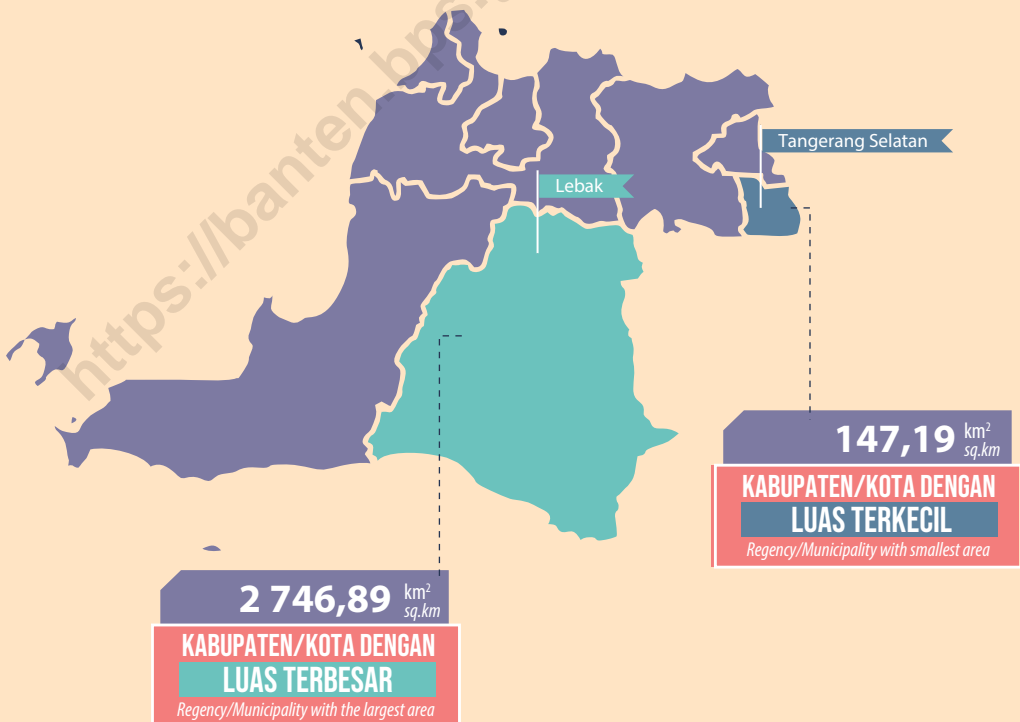 https://banten.bps.
Tangerang Selatan
Lebak
147,19 km²
sq.km
KABUPATEN/KOTA DENGAN
LUAS TERKECIL
Regency/Municipality with smallest area
2 746,89 km²
sq.km
KABUPATEN/KOTA DENGAN
LUAS TERBESAR
Regency/Municipality with the largest area